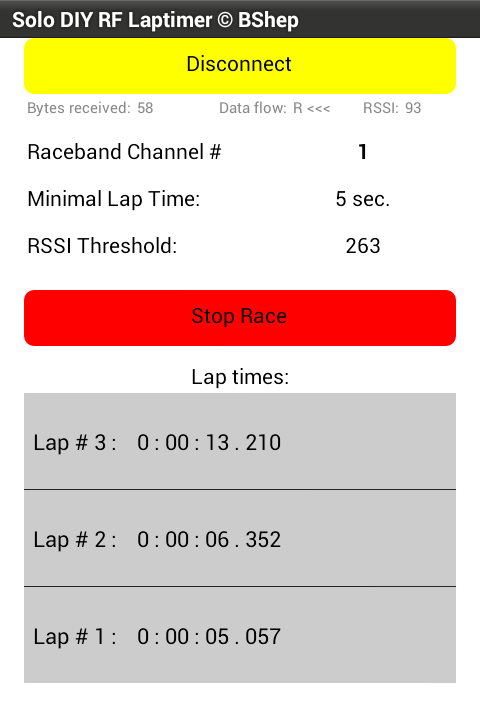 Solo DIY RF Laptimer © BShep
Disconnect
Bytes received: 58 Data flow: R <<< RSSI: 93
Raceband Channel # 1
Minimal Lap Time: 5 sec.
RSSI Threshold: 263
Stop Race
Lap times:
Lap # 3 : 0 : 00 : 13 . 210
Lap # 2 : 0 : 00 : 06 . 352
Lap # 1 : 0 : 00 : 05 . 057